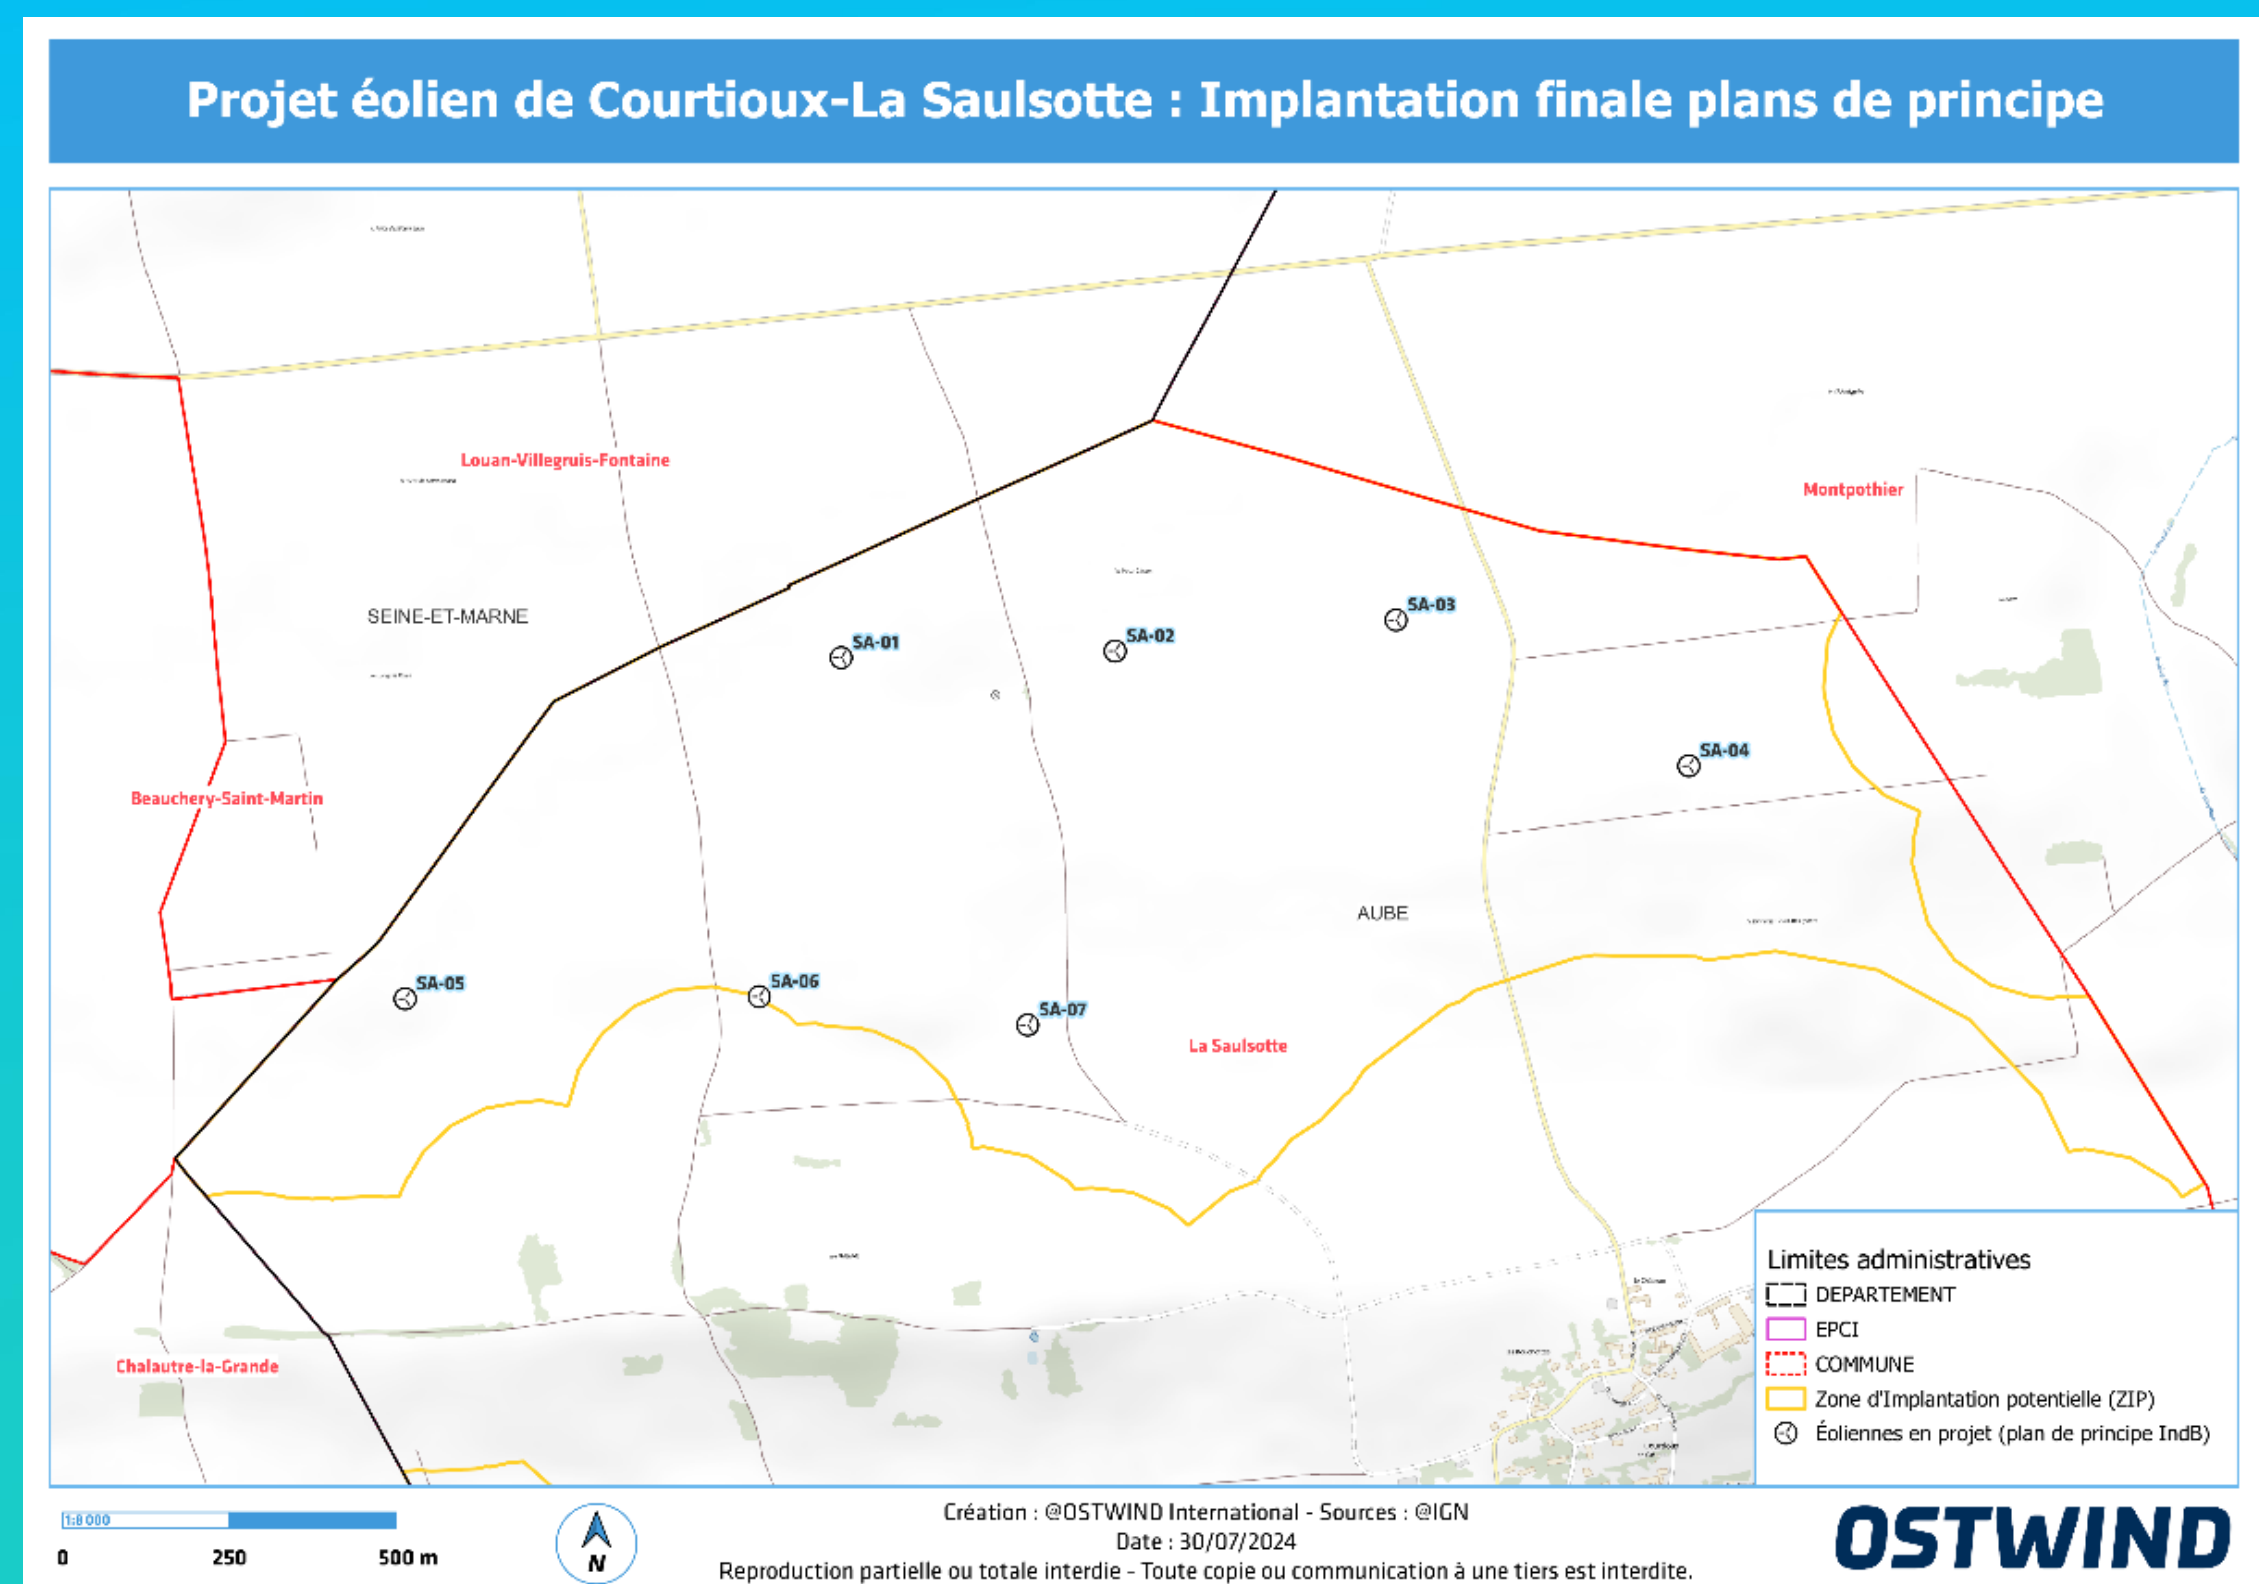 Projet éolien de Courtioux-La Saulsotte : Implantation finale plans de principe
Louan-Villegruis-Fontaine
Montpothier
SEINE-ET-MARNE
SA-01
SA-02
SA-03
SA-04
Beauchery-Saint-Martin
AUBE
SA-05
SA-06
SA-07
La Saulsotte
Chalautre-la-Grande
Limites administratives
DEPARTEMENT
EPCI
COMMUNE
Zone d'Implantation potentielle (ZIP)
Éoliennes en projet (plan de principe IndB)
1:8 000
0 250 500 m
N
Création : @OSTWIND International - Sources : @IGN
Date : 30/07/2024
Reproduction partielle ou totale interdie - Toute copie ou communication à une tiers est interdite.
OSTWIND